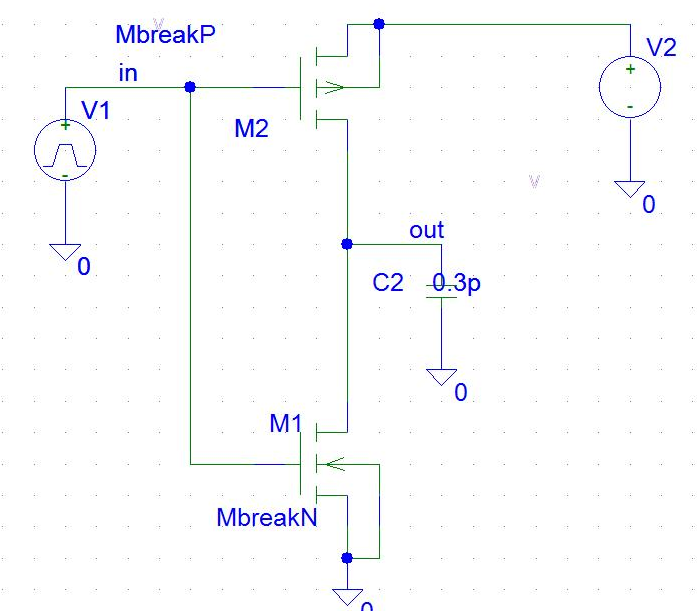 MbreakP
V2
in
V1
+
+
-
M2
V
-
0
0
out
C2 0.3p
0
M1
MbreakN
0